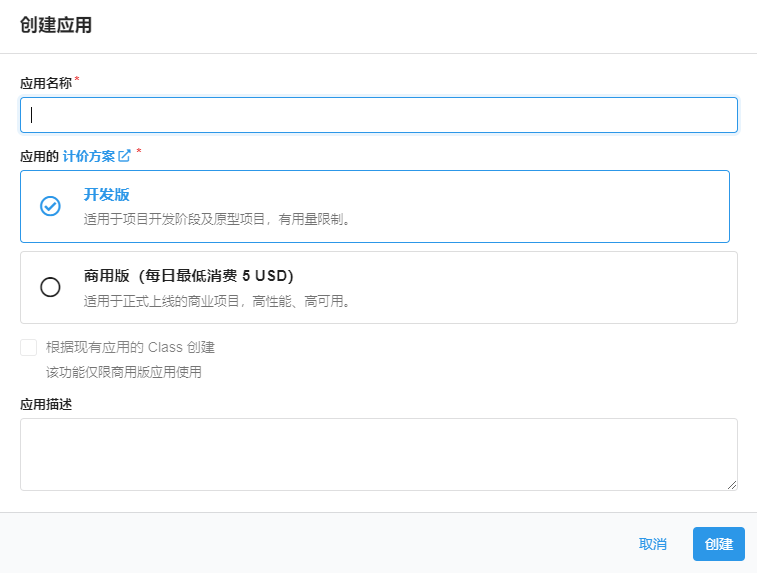 创建应用
应用名称*
应用的 计价方案 *
开发版
适用于项目开发阶段及原型项目，有用量限制。
商用版（每日最低消费 5 USD）
适用于正式上线的商业项目，高性能、高可用。
根据现有应用的 Class 创建
该功能仅限商用版应用使用
应用描述
取消 创建